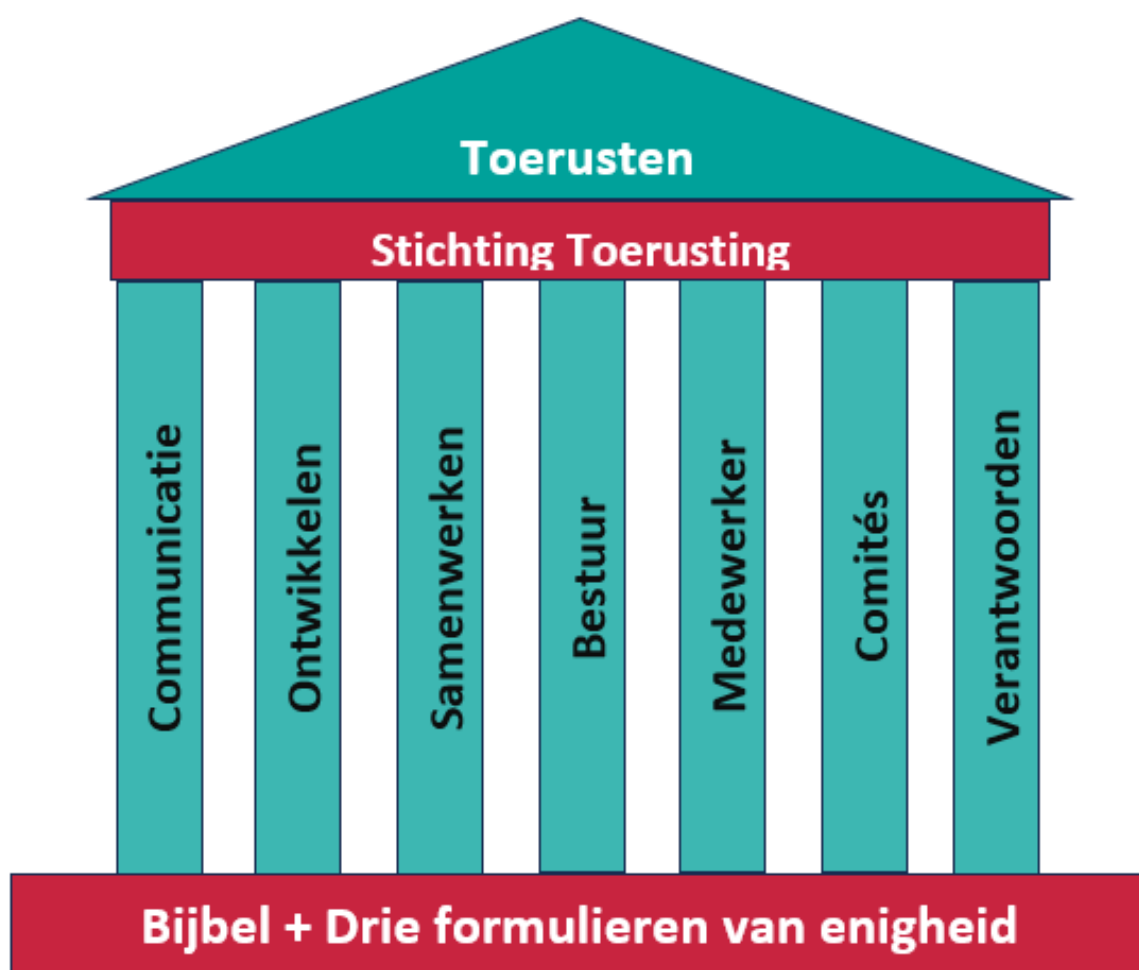 Toerusten
Stichting Toerusting
Communicatie
Ontwikkelen
Samenwerken
Bestuur
Medewerker
Comités
Verantwoorden
Bijbel + Drie formulieren van enigheid